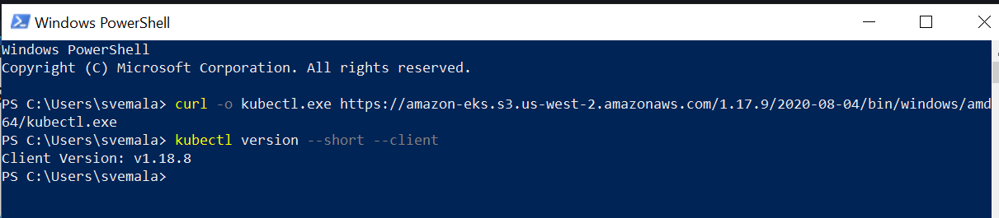 Windows PowerShell
Windows PowerShell
Copyright (C) Microsoft Corporation. All rights reserved.
PS C:\Users\svemala> curl -o kubectl.exe https://amazon-eks.s3.us-west-2.amazonaws.com/1.17.9/2020-08-04/bin/windows/amd
64/kubectl.exe
PS C:\Users\svemala> kubectl version --short --client
Client Version: v1.18.8
PS C:\Users\svemala>